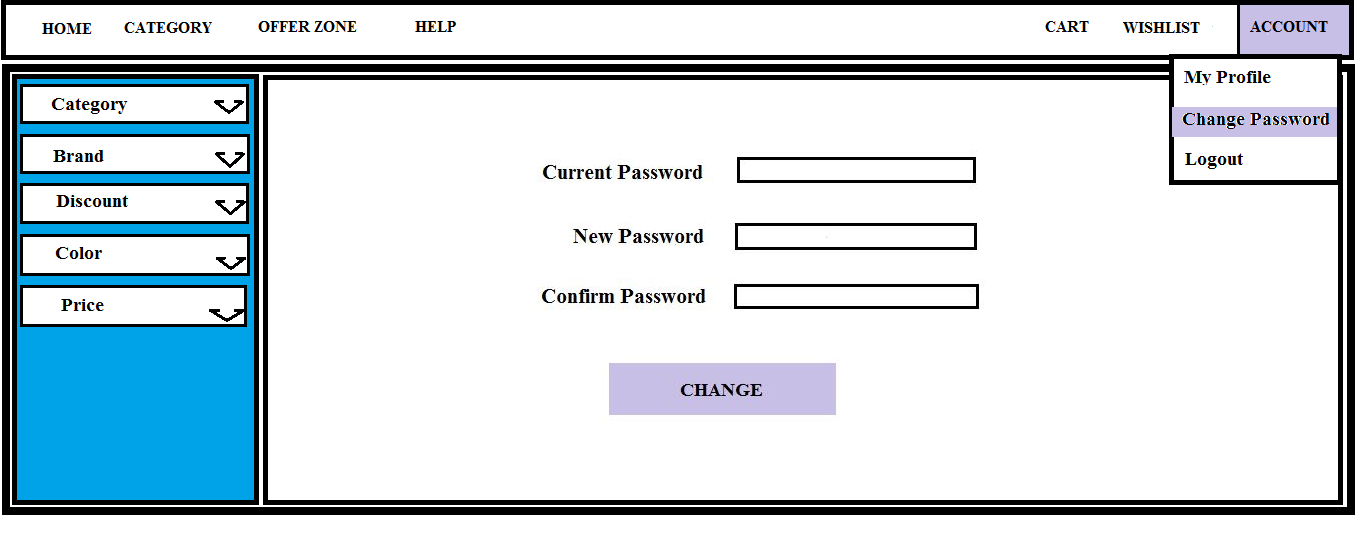 HOME CATEGORY OFFER ZONE HELP CART WISHLIST ACCOUNT
My Profile
Change Password
Logout
Category
Brand
Discount
Color
Price
Current Password
New Password
Confirm Password
CHANGE